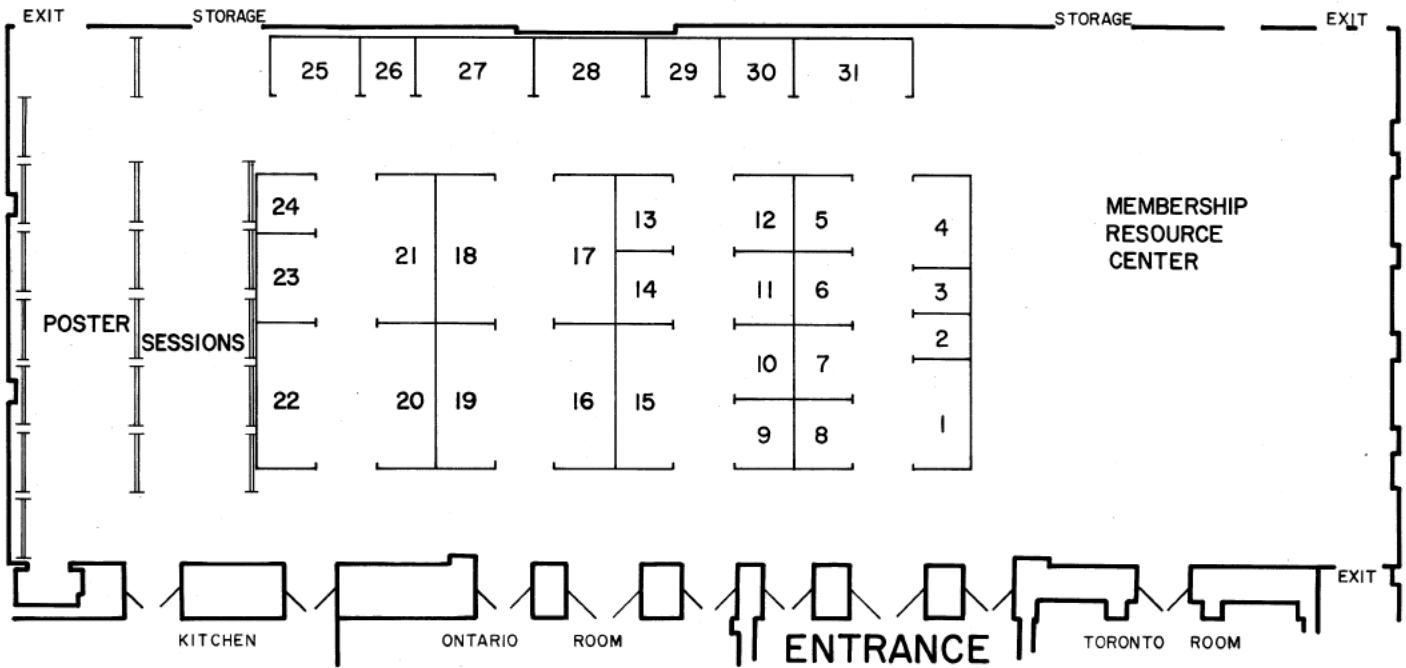 EXIT
STORAGE
STORAGE
EXIT
25 26 27 28 29 30 31
24
23
22
21 18
20 19
17
13
14
16 15
12 5
11 6
10 7
9 8
4
3
2
1
POSTER
SESSIONS
MEMBERSHIP
RESOURCE
CENTER
EXIT
KITCHEN
ONTARIO ROOM
ENTRANCE
TORONTO ROOM